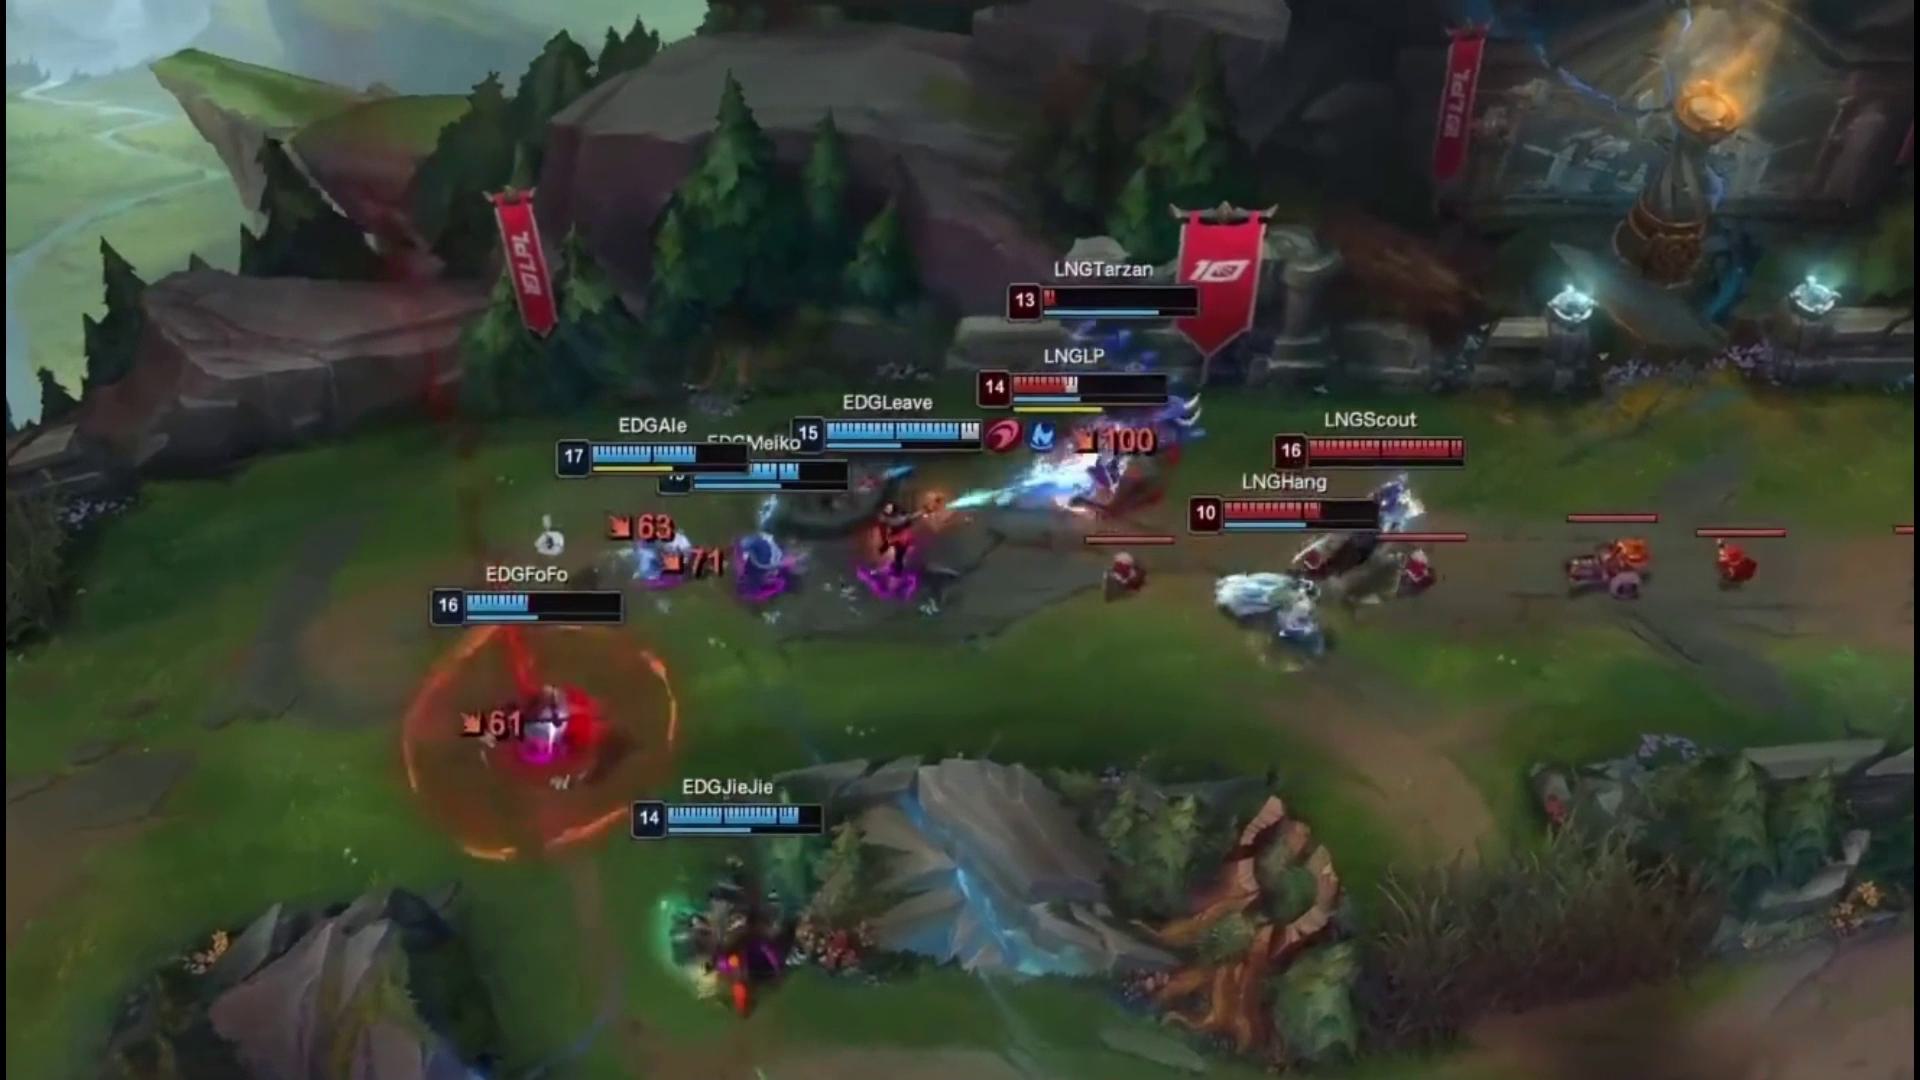 LPL
LPL
LNGTarzan
13
LNGLP
14
EDGLeave
15
100
EDGAle
17
EDGMeiko
LNGScout
16
LNGHang
10
63
71
EDGFoFo
16
61
EDGJieJie
14